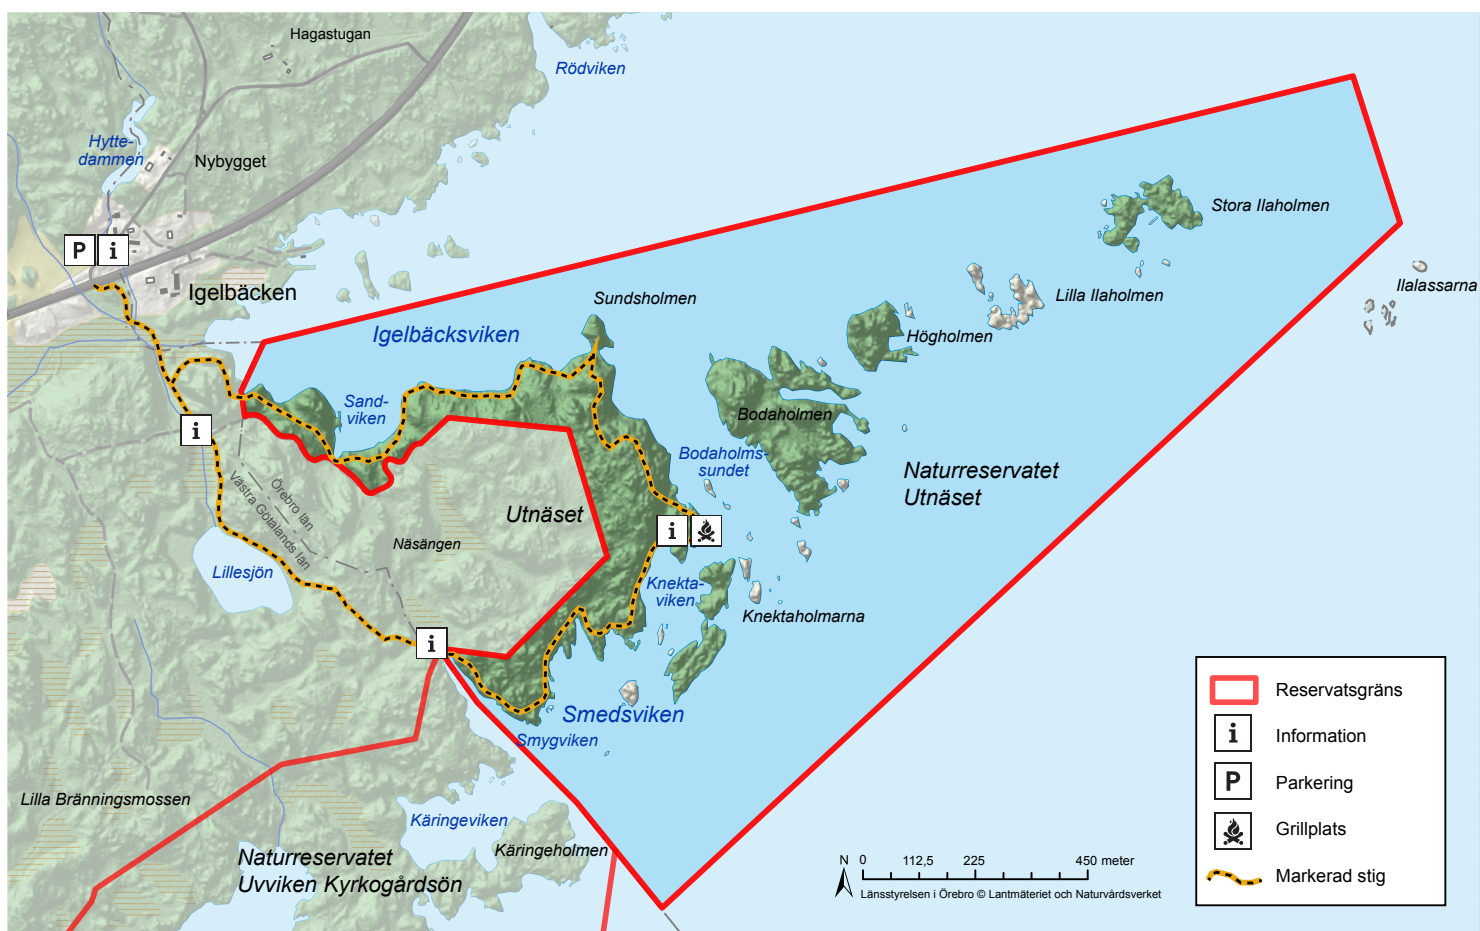 Hagastugan
Rödviken
Hytte-
dammen
Nybygget
P i
Igelbäcken
Stora Ilaholmen
Ilalassarna
Lilla Ilaholmen
Sundsholmen
Högholmen
Igelbäcksviken
Sand-
viken
Bodaholmen
i
Bodaholms-
sundet
Naturreservatet
Utnäset
Örebro län
Västra Götalands län
Utnäset
Näsängen
i
Lillesjön
Knekta-
viken
Knektaholmarna
i
Smedsviken
Smygviken
Lilla Bränningsmossen
Käringeviken
Käringeholmen
Naturreservatet
Uvviken Kyrkogårdsön
N 0 112,5 225 450 meter
Länsstyrelsen i Örebro © Lantmäteriet och Naturvårdsverket
Reservatsgräns
i Information
P Parkering
Grillplats
Markerad stig